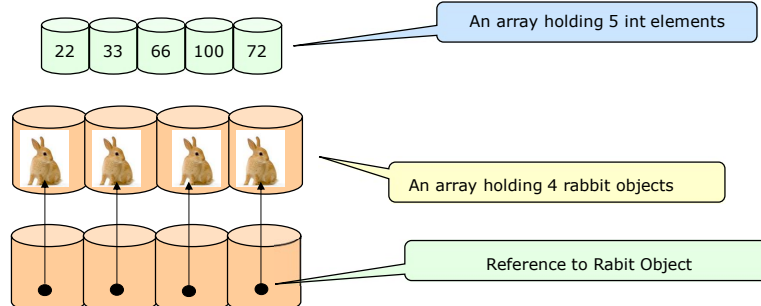 An array holding 5 int elements
22 33 66 100 72
An array holding 4 rabbit objects
Reference to Rabit Object